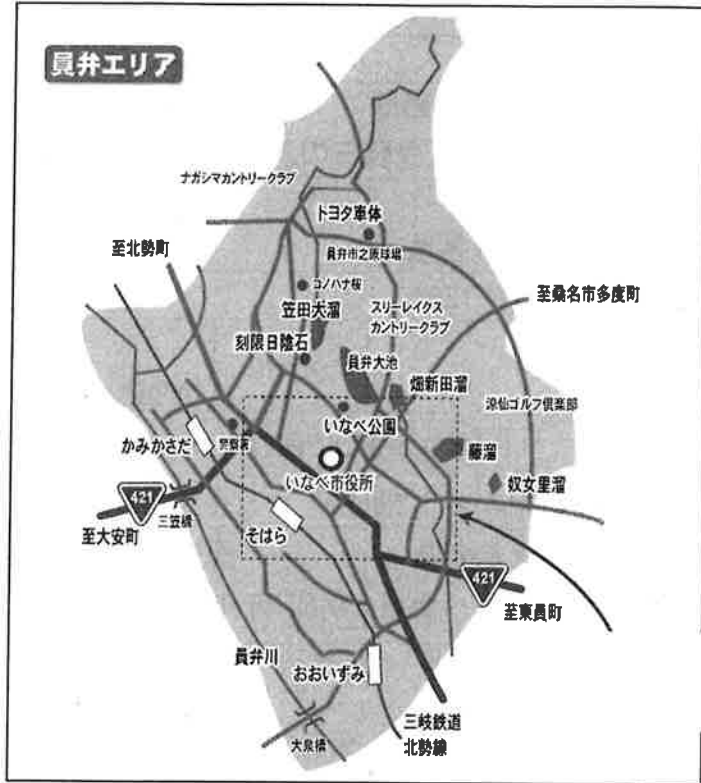 員弁エリア
ナガシマカントリークラブ
トヨタ車体
至北勢町
員弁市之原球場
コノハナ桜
至桑名市多度町
笠田大溜
スリーレイクス
カントリークラブ
刻限日陰石
員弁大池
畑新田溜
涼仙ゴルフ倶楽部
いなべ公園
かみかさだ
警察署
藤溜
いなべ市役所
奴女里溜
421
三笠橋
至大安町
そはら
421
至東員町
員弁川
おおいずみ
三岐鉄道
北勢線
大泉橋